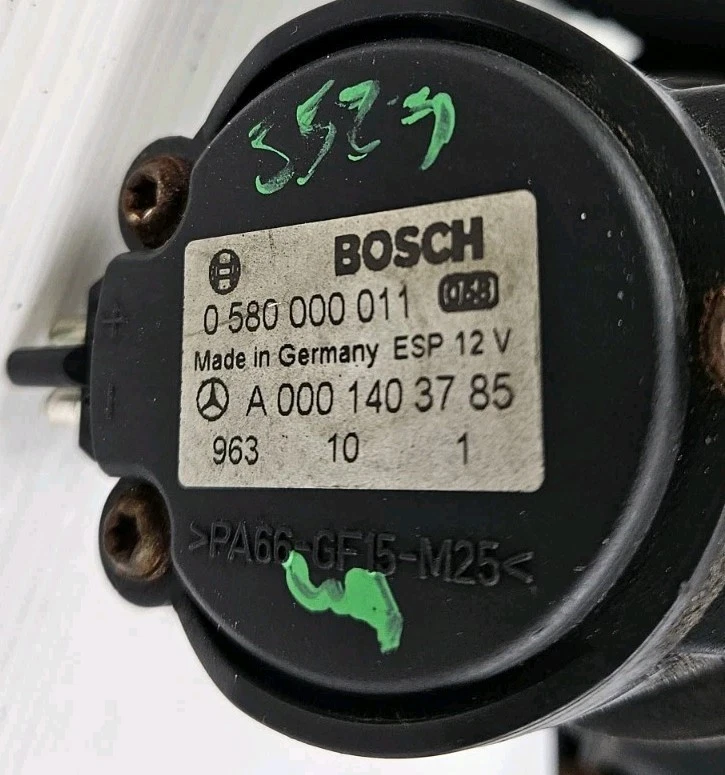 BOSCH
0 580 000 011 068
Made in Germany ESP 12 V
A 000 140 37 85
963 10 1
>PA66-GF15-M25<
+
-